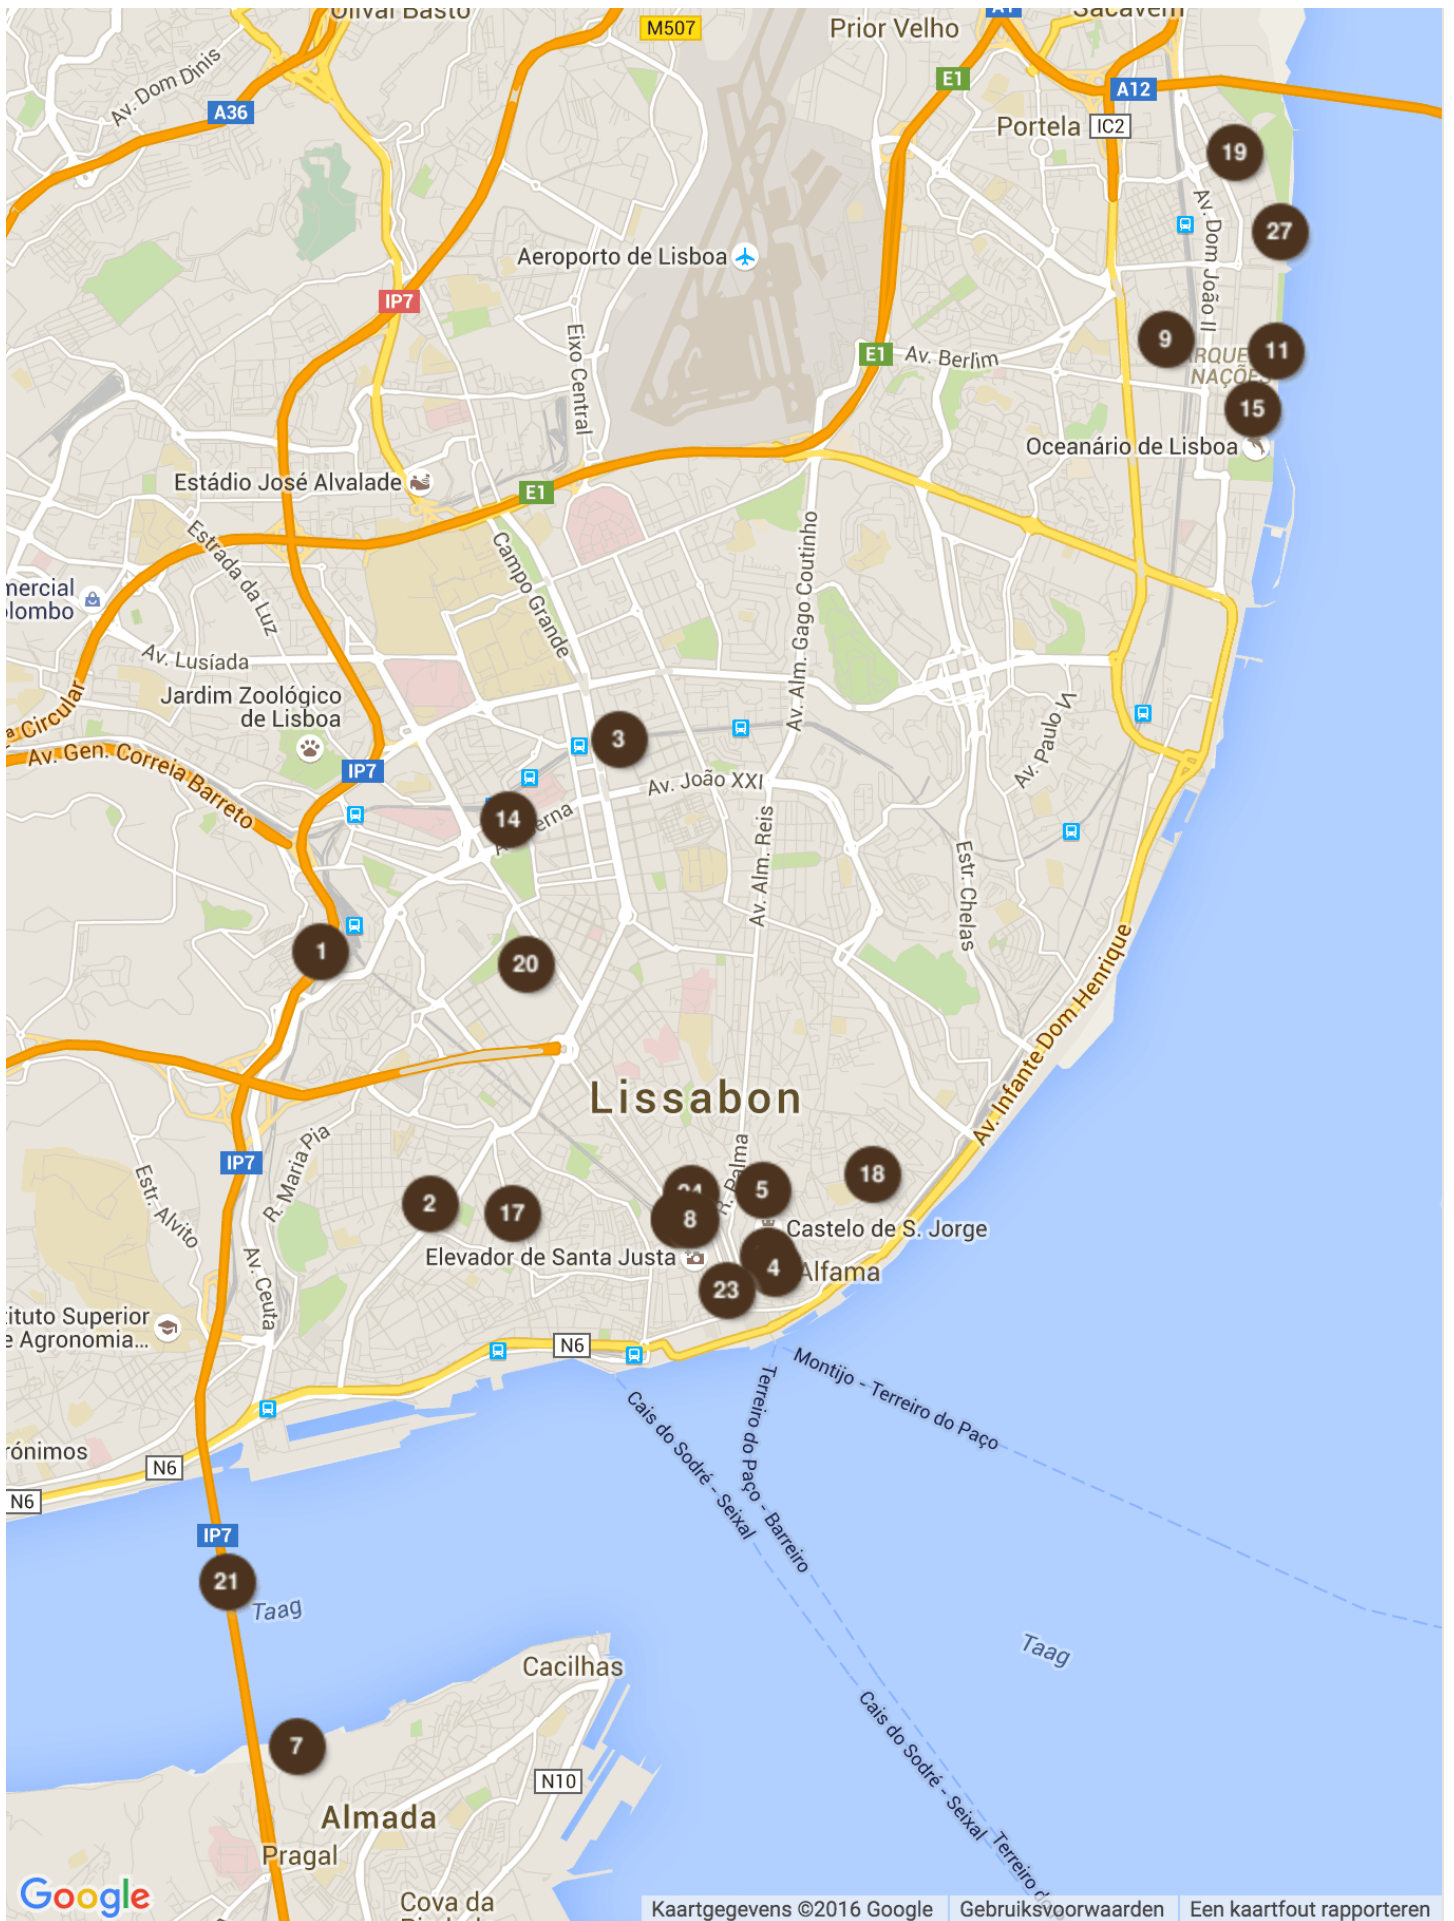 Olival Basto
M507
Prior Velho
A1
Sacavém
Av. Dom Dinis
A36
E1
A12
Portela
IC2
19
Av. Dom João II
27
Aeroporto de Lisboa
IP7
Eixo Central
E1
Av. Berlim
9
11
NAÇÕES
15
Oceanário de Lisboa
Estádio José Alvalade
E1
Estrada da Luz
Campo Grande
Av. Alm. Gago Coutinho
Av. Lusíada
Jardim Zoológico
de Lisboa
Circular
Av. Gen. Correia Barreto
IP7
3
Av. João XXI
Av. Paulo VI
14
Av. Alm. Reis
Estr. Chelas
1
20
Av. Infante Dom Henrique
Lissabon
R. Maria Pia
IP7
Estr. Alvito
R. Palma
18
2
17
5
8
Castelo de S. Jorge
Elevador de Santa Justa
4
Alfama
23
Av. Ceuta
tituto Superior
e Agronomia...
N6
Montijo - Terreiro do Paço
Terreiro do Paço - Barreiro
Cais do Sodré - Seixal
rónimos
N6
N6
IP7
21
Taag
Taag
Cacilhas
Cais do Sodré - Seixal
7
N10
Almada
Pragal
Terreiro
Google
Cova da
Kaartgegevens ©2016 Google
Gebruiksvoorwaarden
Een kaartfout rapporteren